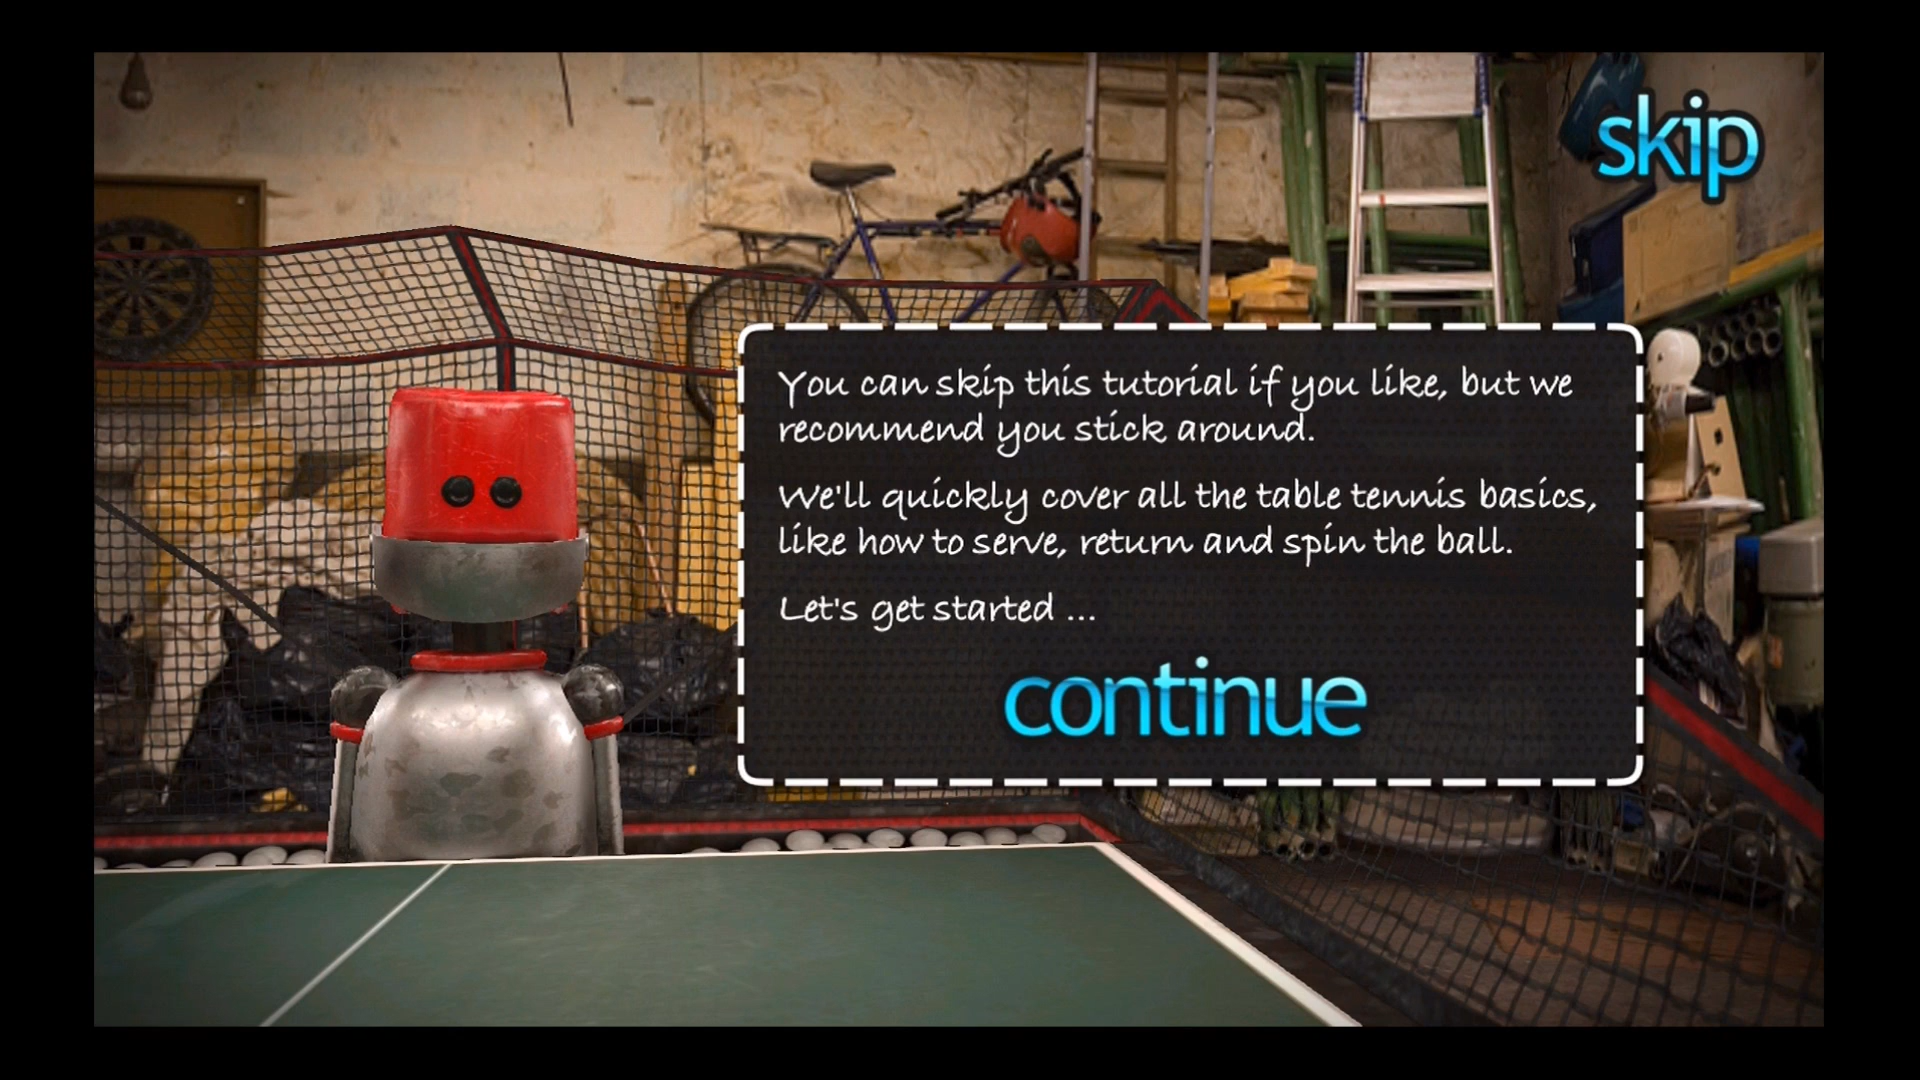 skip
You can skip this tutorial if you like, but we
recommend you stick around.
We'll quickly cover all the table tennis basics,
like how to serve, return and spin the ball.
Let's get started ...
continue